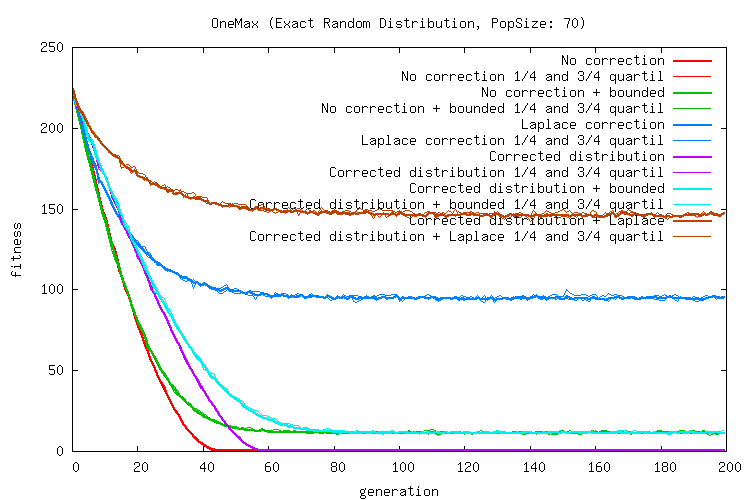 OneMax (Exact Random Distribution, PopSize: 70)
250
200
150
100
50
0
fitness
No correction
No correction 1/4 and 3/4 quartil
No correction + bounded
No correction + bounded 1/4 and 3/4 quartil
Laplace correction
Laplace correction 1/4 and 3/4 quartil
Corrected distribution
Corrected distribution 1/4 and 3/4 quartil
Corrected distribution + bounded
Corrected distribution + bounded 1/4 and 3/4 quartil
Corrected distribution + Laplace
Corrected distribution + Laplace 1/4 and 3/4 quartil
0 20 40 60 80 100 120 140 160 180 200
generation